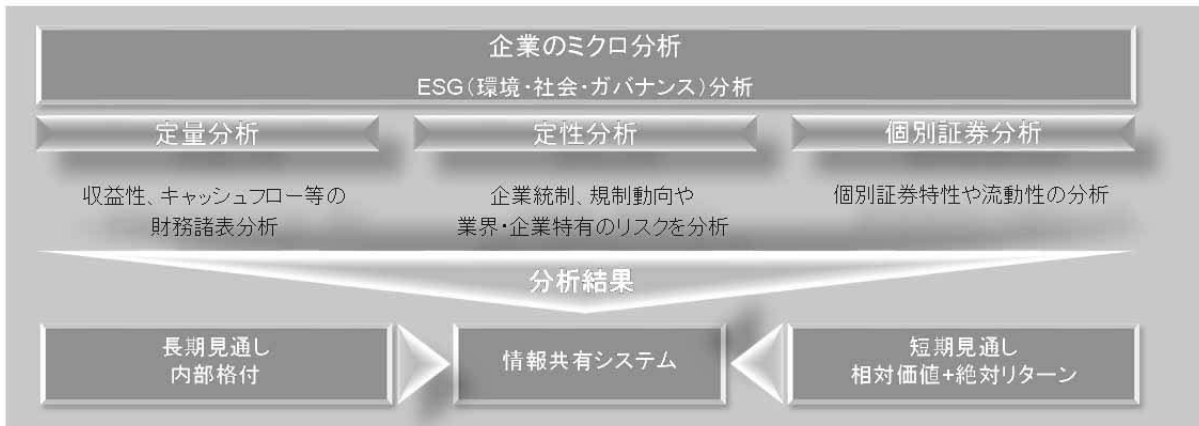 企業のミクロ分析
ESG(環境・社会・ガバナンス)分析
定量分析
定性分析
個別証券分析
収益性、キャッシュフロー等の
財務諸表分析
企業統制、規制動向や
業界・企業特有のリスクを分析
個別証券特性や流動性の分析
分析結果
長期見通し
内部格付
情報共有システム
短期見通し
相対価値+絶対リターン